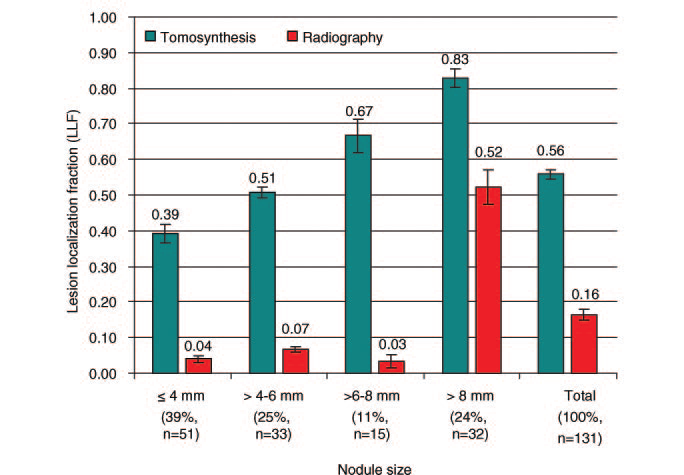 1.00
0.90
0.80
0.70
0.60
0.50
0.40
0.30
0.20
0.10
0.00
Lesion localization fraction (LLF)
Tomosynthesis Radiography
0.39
0.04
0.51
0.07
0.67
0.03
0.83
0.52
0.56
0.16
≤ 4 mm
(39%,
n=51)
> 4-6 mm
(25%,
n=33)
>6-8 mm
(11%,
n=15)
> 8 mm
(24%,
n=32)
Total
(100%,
n=131)
Nodule size